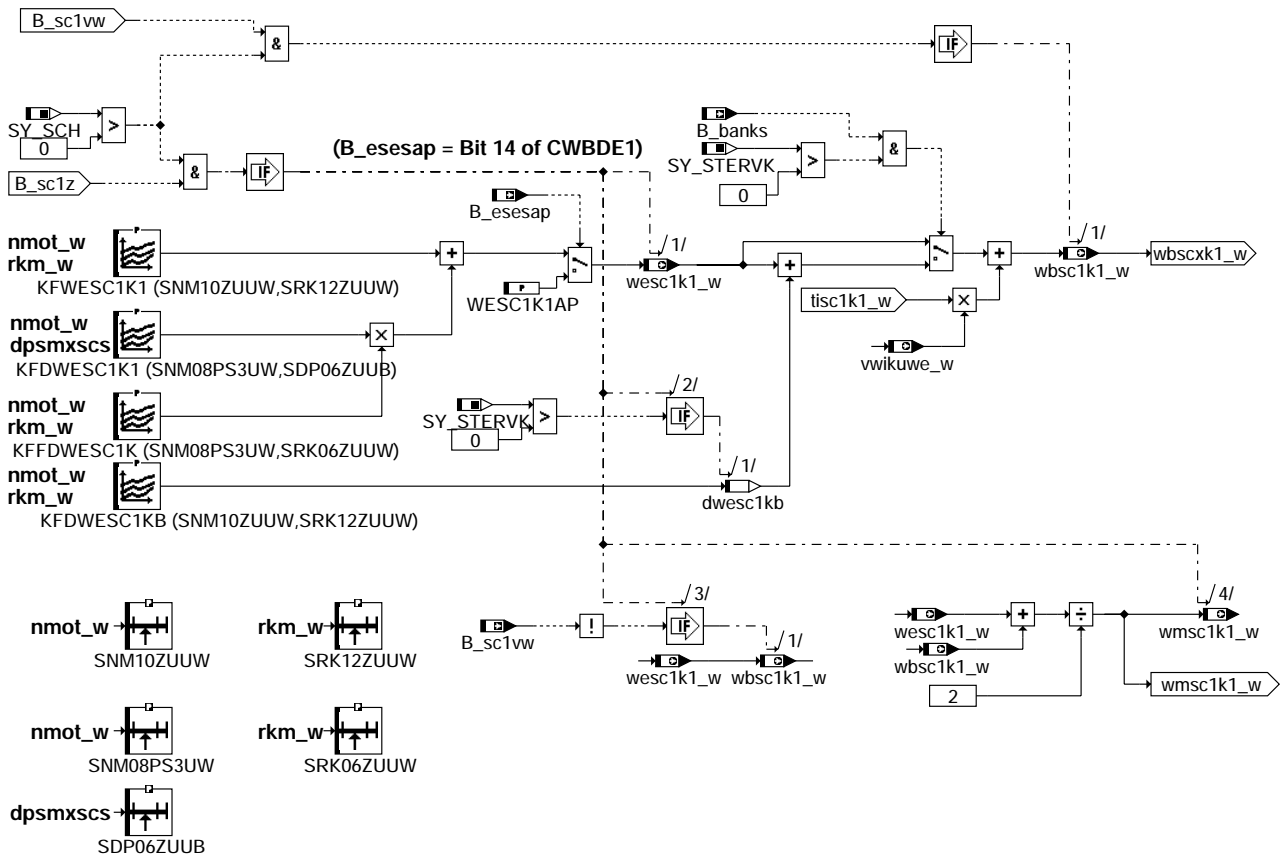 B_sc1vw
&
IF
SY_SCH
0
>
B_sc1z
&
IF
(B_esesap = Bit 14 of CWBDE1)
B_banks
SY_STERVK
0
>
&
B_esesap
nmot_w
rkm_w
P
KFWESC1K1 (SNM10ZUUW,SRK12ZUUW)
+
P
WESC1K1AP
/1/
wesc1k1_w
+
+
/1/
wbsc1k1_w
wbscxk1_w
tisc1k1_w
×
vwikuwe_w
nmot_w
dpsmxscs
P
KFDWESC1K1 (SNM08PS3UW,SDP06ZUUB)
×
nmot_w
rkm_w
P
KFFDWESC1K (SNM08PS3UW,SRK06ZUUW)
SY_STERVK
0
>
/2/
IF
nmot_w
rkm_w
P
KFDWESC1KB (SNM10ZUUW,SRK12ZUUW)
/1/
dwesc1kb
nmot_w
SNM10ZUUW
rkm_w
SRK12ZUUW
B_sc1vw
!
/3/
IF
/1/
wesc1k1_w
wbsc1k1_w
wesc1k1_w
wbsc1k1_w
+
÷
2
/4/
wmsc1k1_w
wmsc1k1_w
nmot_w
SNM08PS3UW
rkm_w
SRK06ZUUW
dpsmxscs
SDP06ZUUB